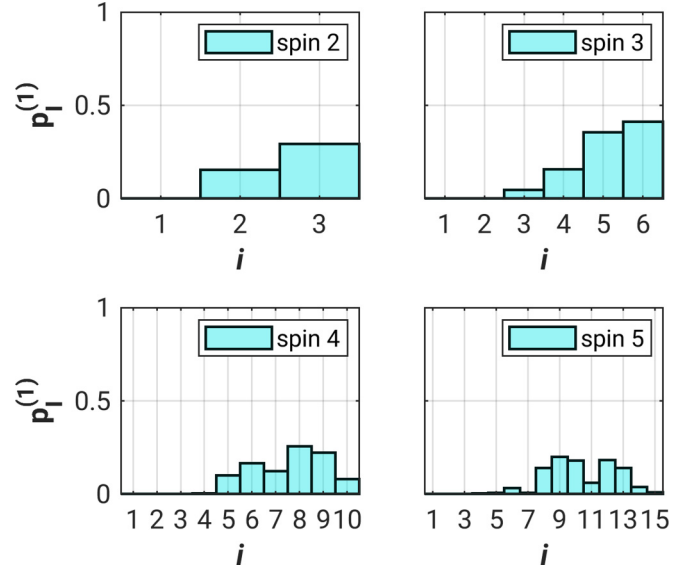 1
spin 2
spin 3
p_I^(1)
0.5
0
1 2 3
1 2 3 4 5 6
i
i
1
spin 4
spin 5
p_I^(1)
0.5
0
1 2 3 4 5 6 7 8 9 10
1 3 5 7 9 11 13 15
i
i